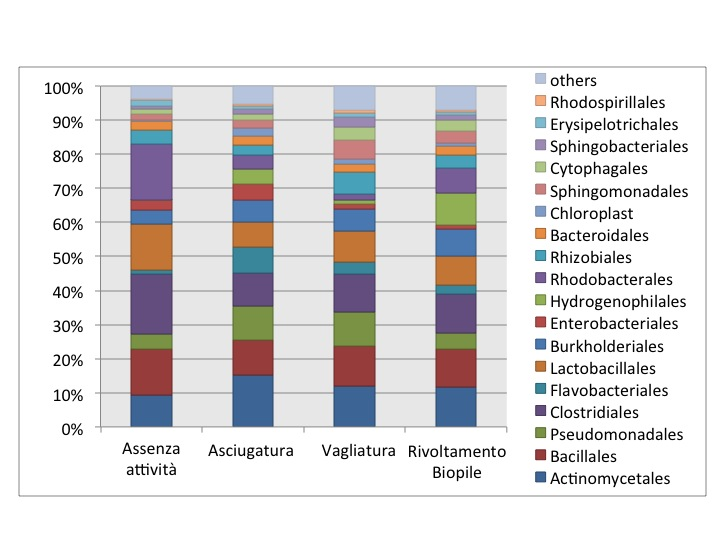 100%
90%
80%
70%
60%
50%
40%
30%
20%
10%
0%
Assenza
attività
Asciugatura
Vagliatura
Rivoltamento
Biopile
others
Rhodospirillales
Erysipelotrichales
Sphingobacteriales
Cytophagales
Sphingomonadales
Chloroplast
Bacteroidales
Rhizobiales
Rhodobacterales
Hydrogenophilales
Enterobacteriales
Burkholderiales
Lactobacillales
Flavobacteriales
Clostridiales
Pseudomonadales
Bacillales
Actinomycetales